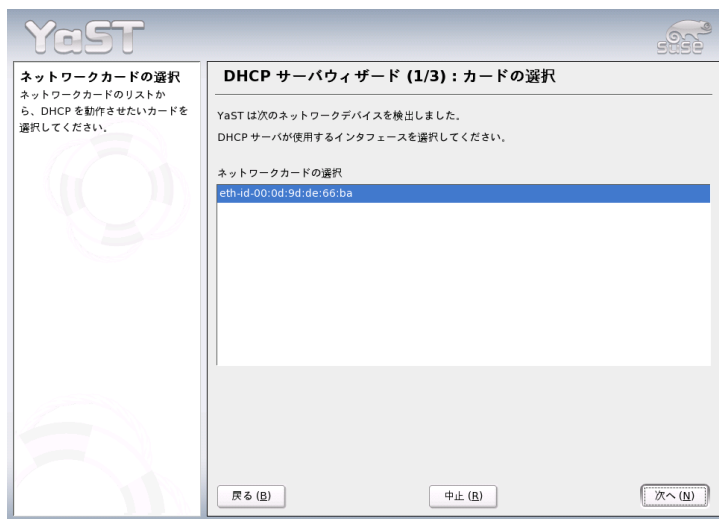 YaST
suse
ネットワークカードの選択
ネットワークカードのリストか
ら、DHCP を動作させたいカードを
選択してください.
DHCP サーバウィザード (1/3) : カードの選択
YaST は次のネットワークデバイスを検出しました.
DHCP サーバが使用するインタフェースを選択してください.
ネットワークカードの選択
eth-id-00:0d:9d:de:66:ba
戻る (B)
中止 (R)
次へ (N)